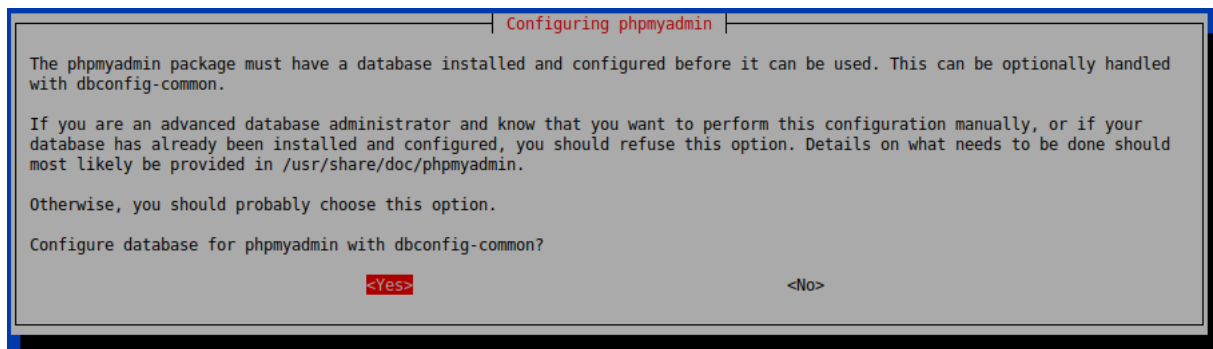 Configuring phpmyadmin
The phpmyadmin package must have a database installed and configured before it can be used. This can be optionally handled
with dbconfig-common.
If you are an advanced database administrator and know that you want to perform this configuration manually, or if your
database has already been installed and configured, you should refuse this option. Details on what needs to be done should
most likely be provided in /usr/share/doc/phpmyadmin.
Otherwise, you should probably choose this option.
Configure database for phpmyadmin with dbconfig-common?
<Yes> <No>